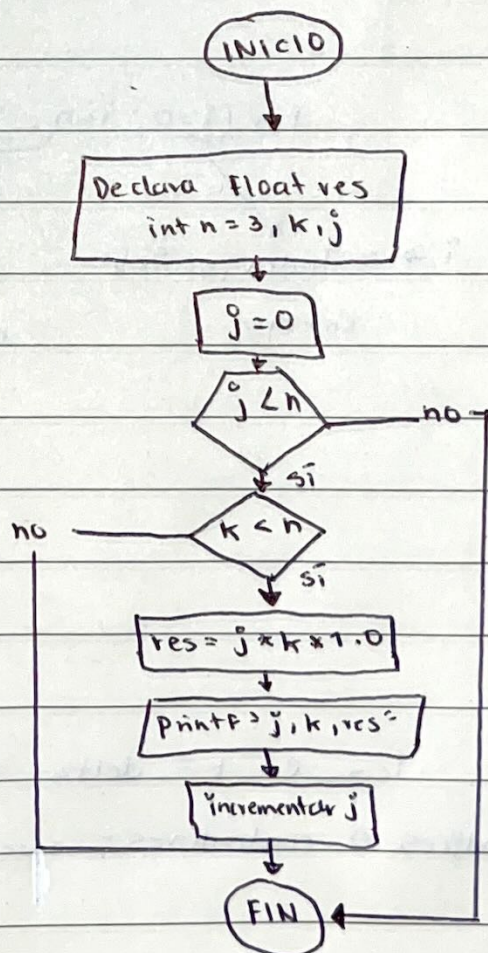 INICIO
Declara Float res
int n = 3, k, j
j = 0
j < n
no
sí
k < n
no
sí
res = j * k * 1.0
printf > j, k, res =
incrementar j
FIN